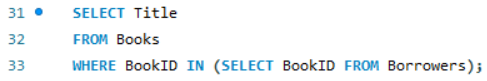 31 SELECT Title
32 FROM Books
33 WHERE BookID IN (SELECT BookID FROM Borrowers);